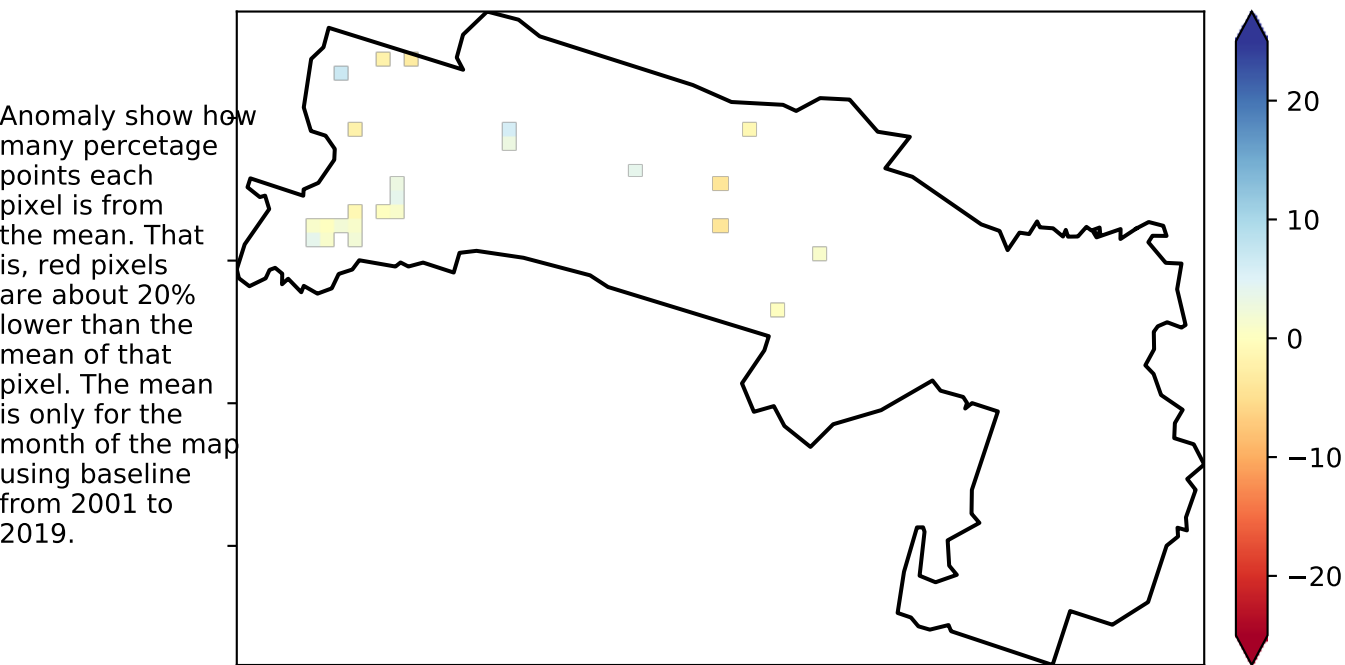 Anomaly show how
many percetage
points each
pixel is from
the mean. That
is, red pixels
are about 20%
lower than the
mean of that
pixel. The mean
is only for the
month of the map
using baseline
from 2001 to
2019.
20
10
0
−10
−20